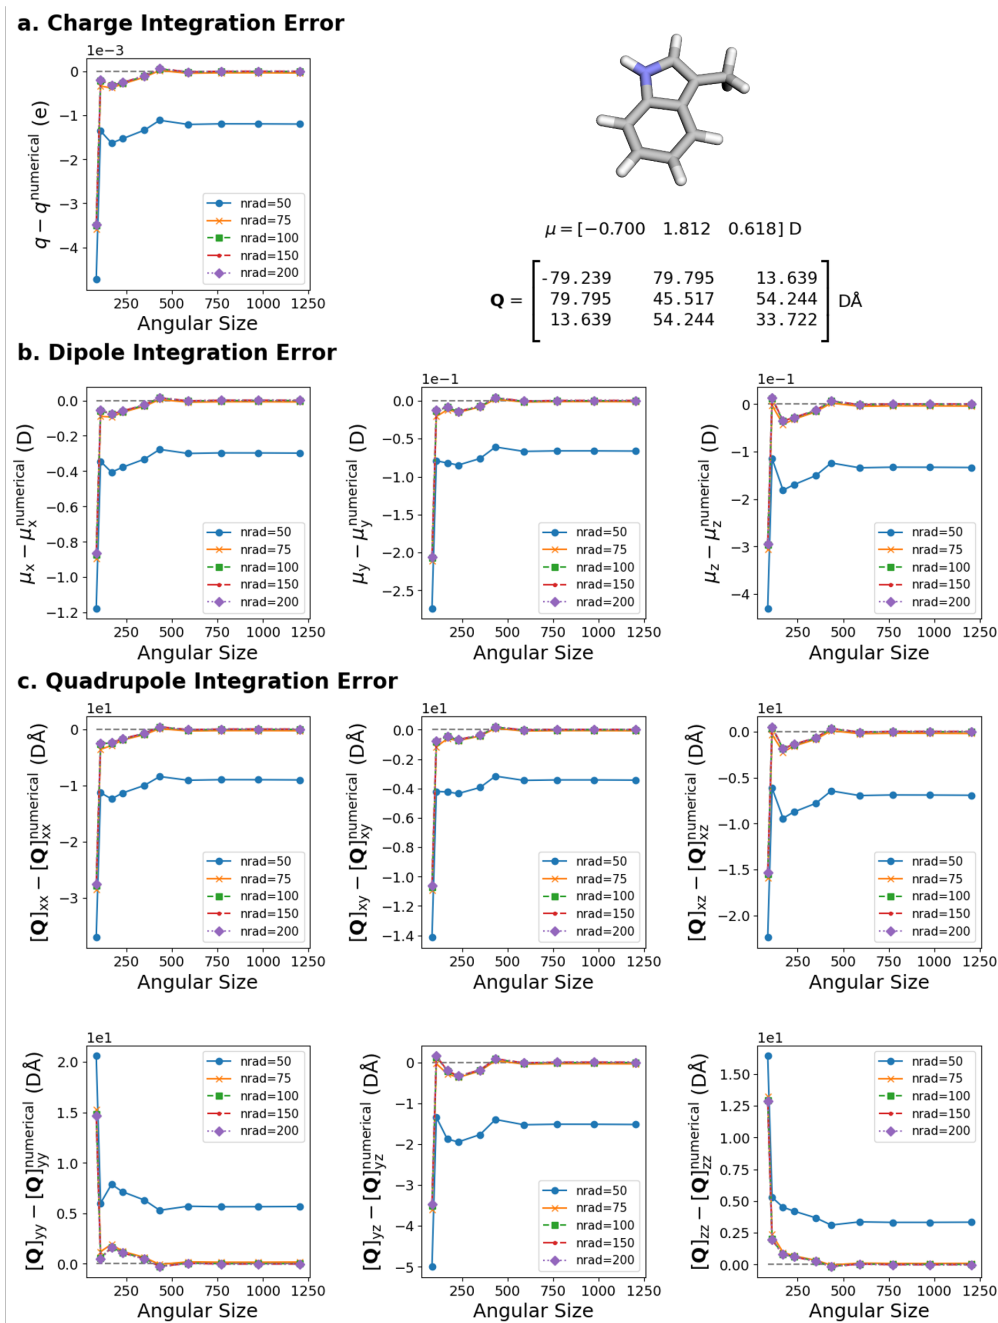 a. Charge Integration Error
1e−3
0
−1
−2
−3
−4
q − q^numerical (e)
nrad=50
nrad=75
nrad=100
nrad=150
nrad=200
250 500 750 1000 1250
Angular Size
μ = [−0.700 1.812 0.618] D
Q = [-79.239 79.795 13.639
79.795 45.517 54.244
13.639 54.244 33.722] DÅ
b. Dipole Integration Error
0.0
−0.2
−0.4
−0.6
−0.8
−1.0
−1.2
μx − μx^numerical (D)
nrad=50
nrad=75
nrad=100
nrad=150
nrad=200
250 500 750 1000 1250
Angular Size
1e−1
0.0
−0.5
−1.0
−1.5
−2.0
−2.5
μy − μy^numerical (D)
nrad=50
nrad=75
nrad=100
nrad=150
nrad=200
250 500 750 1000 1250
Angular Size
1e−1
0
−1
−2
−3
−4
μz − μz^numerical (D)
nrad=50
nrad=75
nrad=100
nrad=150
nrad=200
250 500 750 1000 1250
Angular Size
c. Quadrupole Integration Error
1e1
0
−1
−2
−3
[Q]xx − [Q]xx^numerical (DÅ)
nrad=50
nrad=75
nrad=100
nrad=150
nrad=200
250 500 750 1000 1250
Angular Size
1e1
0.0
−0.2
−0.4
−0.6
−0.8
−1.0
−1.2
−1.4
[Q]xy − [Q]xy^numerical (DÅ)
nrad=50
nrad=75
nrad=100
nrad=150
nrad=200
250 500 750 1000 1250
Angular Size
1e1
0.0
−0.5
−1.0
−1.5
−2.0
[Q]xz − [Q]xz^numerical (DÅ)
nrad=50
nrad=75
nrad=100
nrad=150
nrad=200
250 500 750 1000 1250
Angular Size
1e1
2.0
1.5
1.0
0.5
0.0
[Q]yy − [Q]yy^numerical (DÅ)
nrad=50
nrad=75
nrad=100
nrad=150
nrad=200
250 500 750 1000 1250
Angular Size
0
−1
−2
−3
−4
−5
[Q]yz − [Q]yz^numerical (DÅ)
nrad=50
nrad=75
nrad=100
nrad=150
nrad=200
250 500 750 1000 1250
Angular Size
1e1
1.50
1.25
1.00
0.75
0.50
0.25
0.00
[Q]zz − [Q]zz^numerical (DÅ)
nrad=50
nrad=75
nrad=100
nrad=150
nrad=200
250 500 750 1000 1250
Angular Size